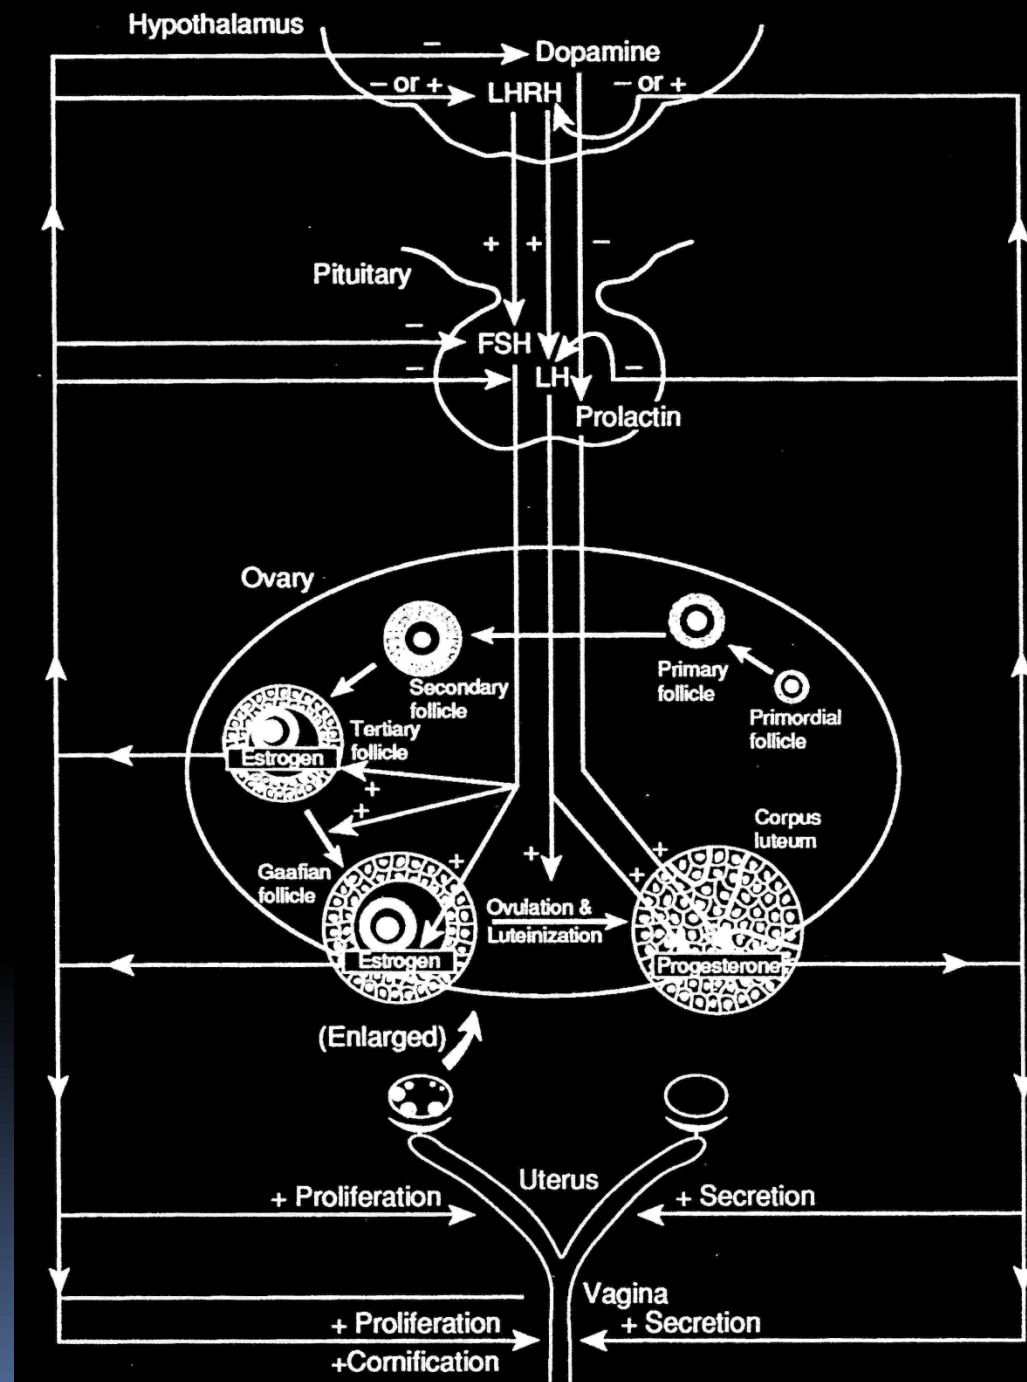 Hypothalamus
−
Dopamine
− or +
LHRH
− or +
+
+
−
Pituitary
−
FSH
−
LH
−
Prolactin
Ovary
Secondary
follicle
Primary
follicle
Primordial
follicle
Tertiary
follicle
Estrogen
+
+
Corpus
luteum
Gaafian
follicle
+
+
+
+
Ovulation &
Luteinization
Estrogen
Progesterone
(Enlarged)
Uterus
+ Proliferation
+ Secretion
Vagina
+ Proliferation
+ Secretion
+Cornification